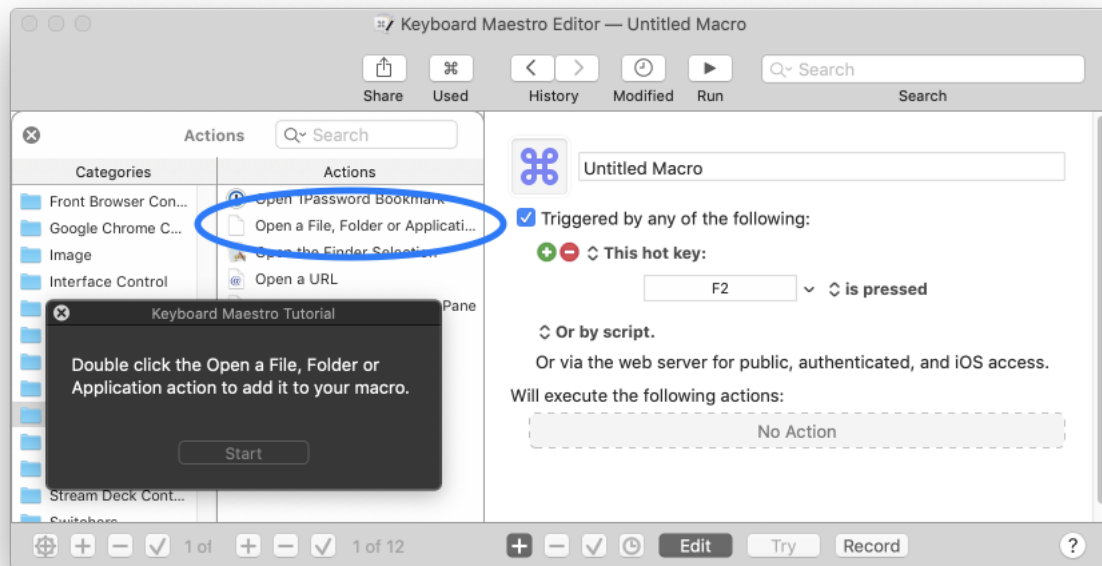 Keyboard Maestro Editor — Untitled Macro
Share Used History Modified Run Search
Search
Actions Search
Categories Actions
Front Browser Con... Open 1Password Bookmark
Google Chrome C... Open a File, Folder or Applicati...
Image Open the Finder Selection
Interface Control Open a URL
Pane
Keyboard Maestro Tutorial
Double click the Open a File, Folder or
Application action to add it to your macro.
Start
Stream Deck Cont...
Switchers
1 of 1 of 12
Untitled Macro
Triggered by any of the following:
This hot key:
F2 is pressed
Or by script.
Or via the web server for public, authenticated, and iOS access.
Will execute the following actions:
No Action
Edit Try Record ?